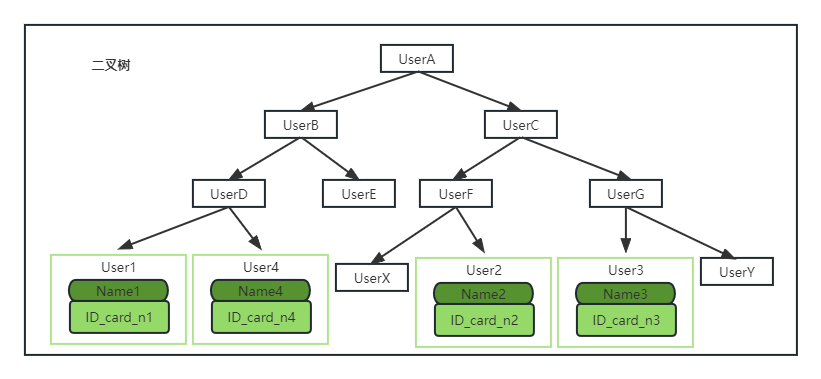 二叉树
UserA
UserB
UserC
UserD
UserE
UserF
UserG
User1
User4
UserX
User2
User3
UserY
Name1
Name4
Name2
Name3
ID_card_n1
ID_card_n4
ID_card_n2
ID_card_n3